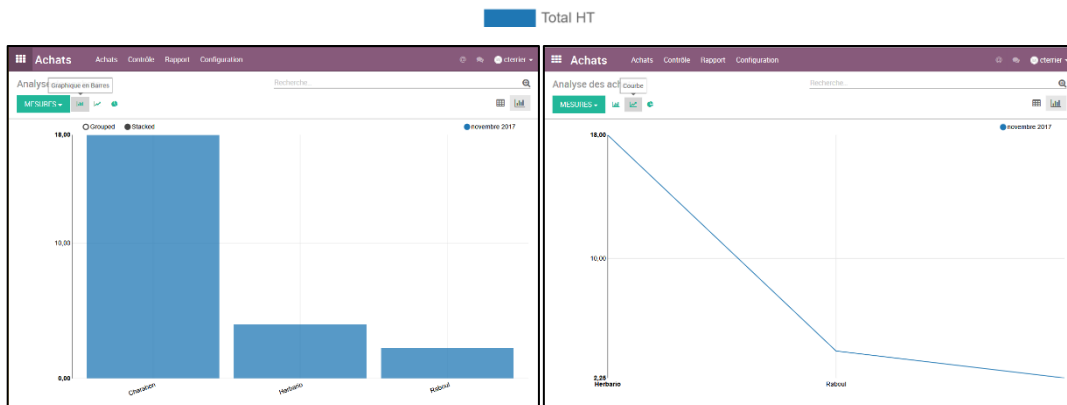 Total HT
Achats Achats Contrôle Rapport Configuration @ cterrier
Analyse Graphique en Barres Recherche...
MESURES
Grouped Stacked novembre 2017
18,00
10,00
0,00
Charation Herbario Raboul
Achats Achats Contrôle Rapport Configuration @ cterrier
Analyse des ach Courbe Recherche...
MESURES
novembre 2017
18,00
10,00
2,25
Herbario Raboul